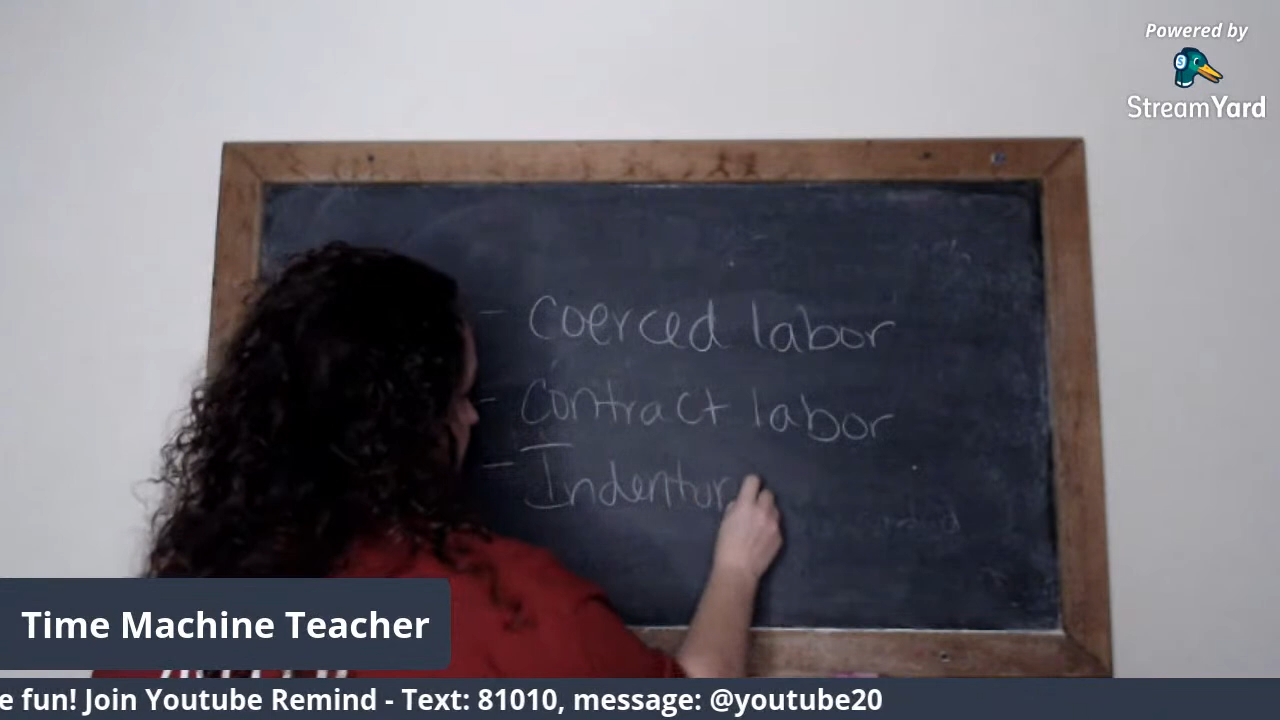 Powered by
StreamYard
- Coerced labor
- Contract labor
- Indentur
Time Machine Teacher
e fun! Join Youtube Remind - Text: 81010, message: @youtube20